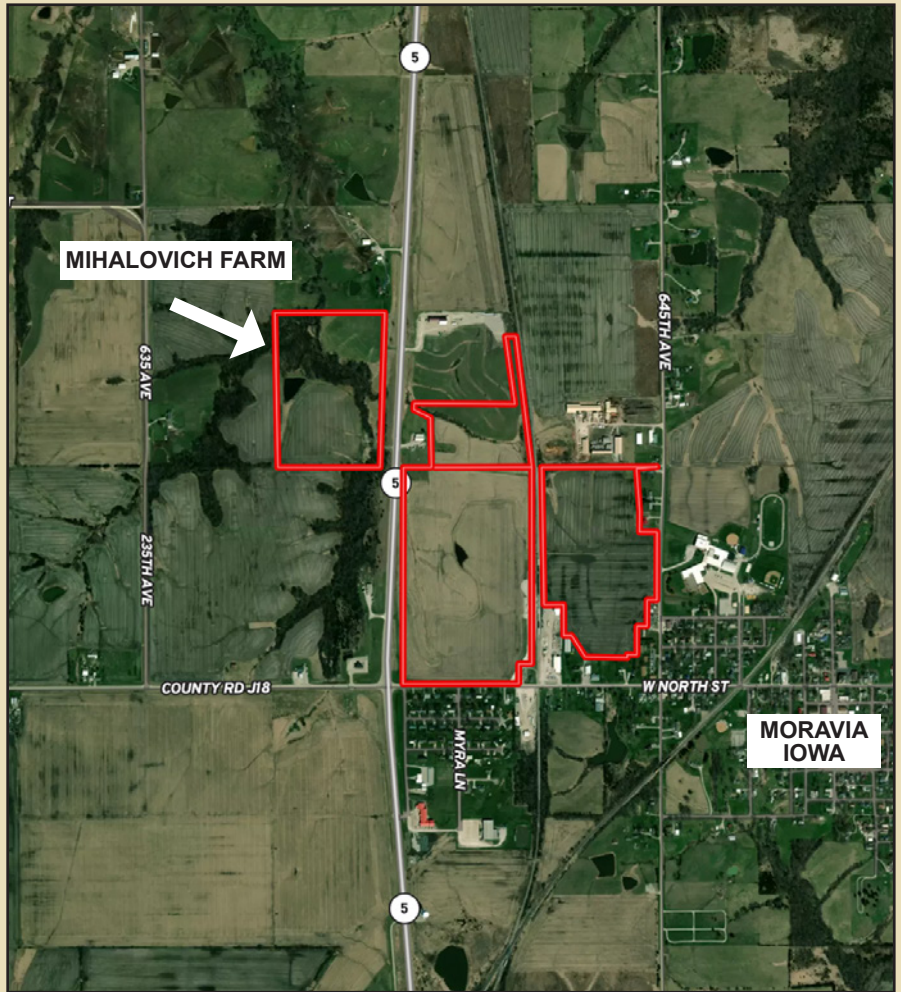 5
MIHALOVICH FARM
645TH AVE
635 AVE
5
235TH AVE
COUNTY RD J18
W NORTH ST
MORAVIA
IOWA
MYRA LN
5